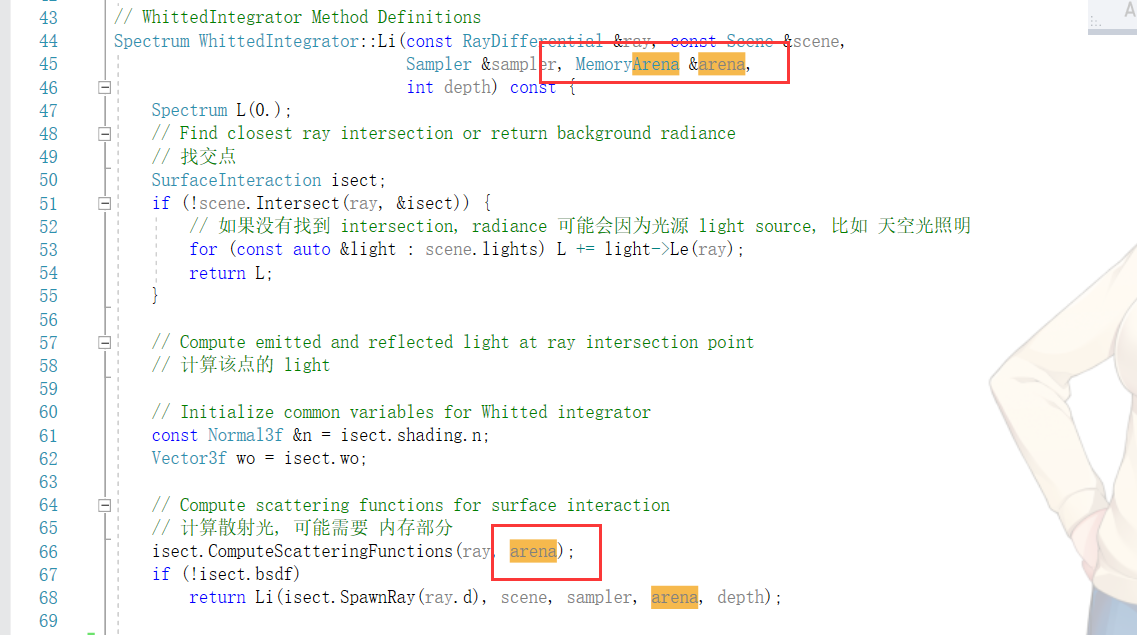 43 // WhittedIntegrator Method Definitions
44 Spectrum WhittedIntegrator::Li(const RayDifferential &ray, const Scene &scene,
45 Sampler &sampler, MemoryArena &arena,
46 int depth) const {
47 Spectrum L(0.);
48 // Find closest ray intersection or return background radiance
49 // 找交点
50 SurfaceInteraction isect;
51 if (!scene.Intersect(ray, &isect)) {
52 // 如果没有找到 intersection, radiance 可能会因为光源 light source, 比如 天空光照明
53 for (const auto &light : scene.lights) L += light->Le(ray);
54 return L;
55 }
56
57 // Compute emitted and reflected light at ray intersection point
58 // 计算该点的 light
59
60 // Initialize common variables for Whitted integrator
61 const Normal3f &n = isect.shading.n;
62 Vector3f wo = isect.wo;
63
64 // Compute scattering functions for surface interaction
65 // 计算散射光, 可能需要 内存部分
66 isect.ComputeScatteringFunctions(ray, arena);
67 if (!isect.bsdf)
68 return Li(isect.SpawnRay(ray.d), scene, sampler, arena, depth);
69